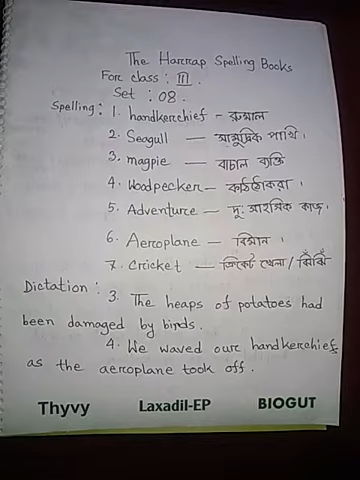 The Harrap Spelling Books
For class : III.
Set : 08.
Spelling : 1. handkerchief - রুমাল
2. Seagull — সামুদ্রিক পাখি।
3. magpie — বাচাল ব্যক্তি
4. Woodpecker — কাঠঠোকরা।
5. Adventure — দুঃসাহসিক কাজ।
6. Aeroplane — বিমান।
7. Cricket — ক্রিকেট খেলা / ঝিঁঝিঁ
Dictation : 3. The heaps of potatoes had
been damaged by birds.
4. We waved our handkerchiefs
as the aeroplane took off.
Thyvy Laxadil-EP BIOGUT